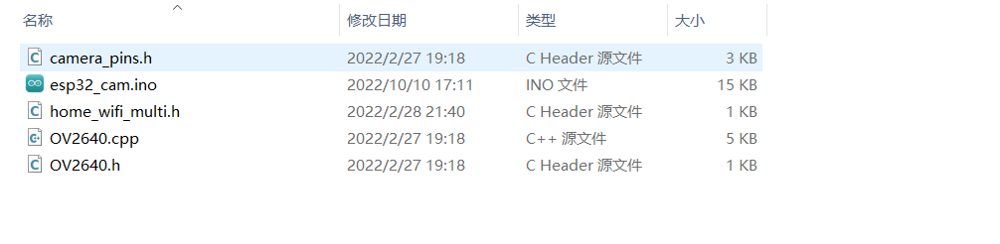 名称 修改日期 类型 大小
camera_pins.h 2022/2/27 19:18 C Header 源文件 3 KB
esp32_cam.ino 2022/10/10 17:11 INO 文件 15 KB
home_wifi_multi.h 2022/2/28 21:40 C Header 源文件 1 KB
OV2640.cpp 2022/2/27 19:18 C++ 源文件 5 KB
OV2640.h 2022/2/27 19:18 C Header 源文件 1 KB